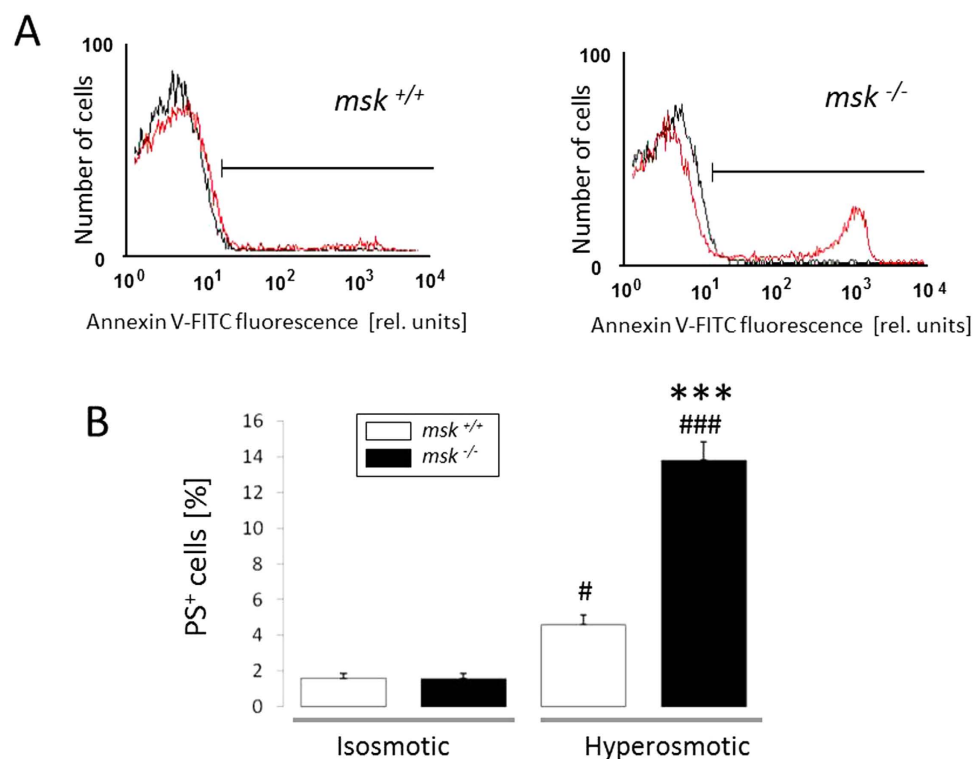 A
100
Number of cells
0
msk +/+
10^0 10^1 10^2 10^3 10^4
Annexin V-FITC fluorescence [rel. units]
100
Number of cells
0
msk -/-
10^0 10^1 10^2 10^3 10^4
Annexin V-FITC fluorescence [rel. units]
B
PS+ cells [%]
16
14
12
10
8
6
4
2
0
msk +/+
msk -/-
#
***
###
Isosmotic
Hyperosmotic